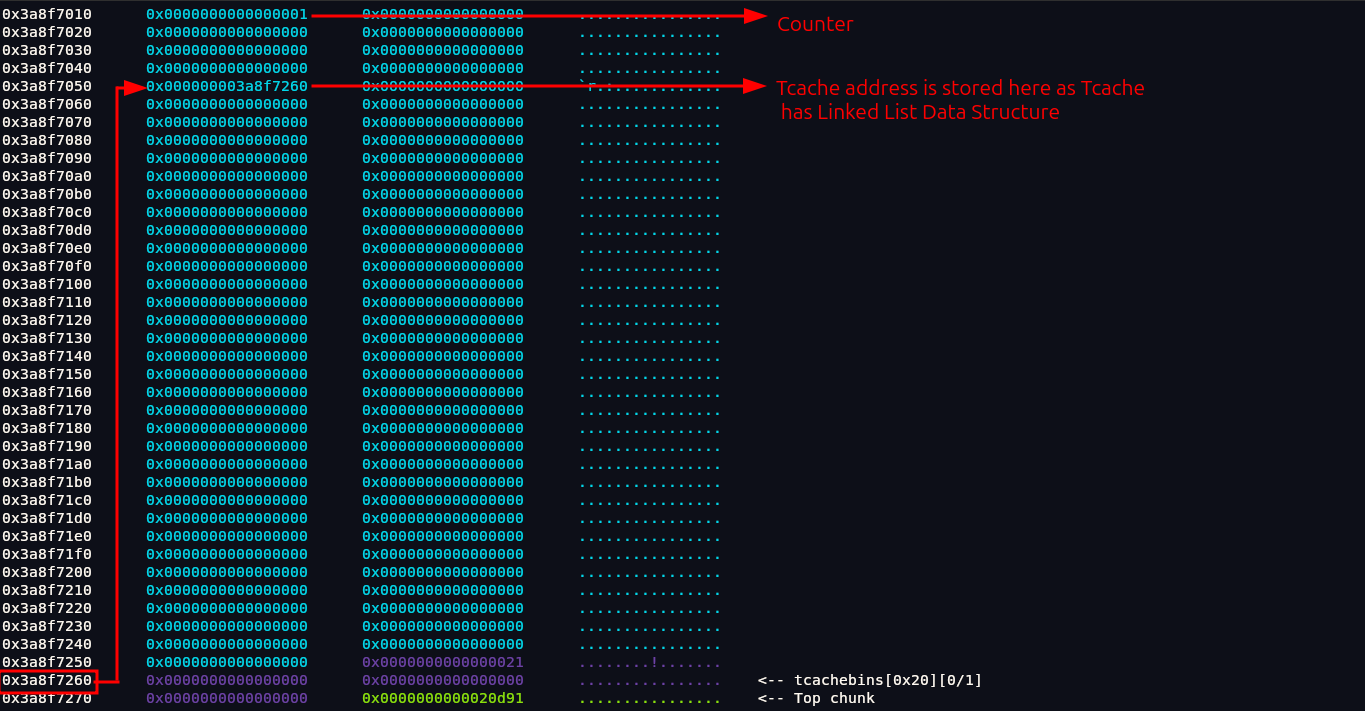 0x3a8f7010 0x0000000000000001 0x0000000000000000 ................ Counter
0x3a8f7020 0x0000000000000000 0x0000000000000000 ................
0x3a8f7030 0x0000000000000000 0x0000000000000000 ................
0x3a8f7040 0x0000000000000000 0x0000000000000000 ................
0x3a8f7050 0x000000003a8f7260 0x0000000000000000 `r.:............ Tcache address is stored here as Tcache
has Linked List Data Structure
0x3a8f7060 0x0000000000000000 0x0000000000000000 ................
0x3a8f7070 0x0000000000000000 0x0000000000000000 ................
0x3a8f7080 0x0000000000000000 0x0000000000000000 ................
0x3a8f7090 0x0000000000000000 0x0000000000000000 ................
0x3a8f70a0 0x0000000000000000 0x0000000000000000 ................
0x3a8f70b0 0x0000000000000000 0x0000000000000000 ................
0x3a8f70c0 0x0000000000000000 0x0000000000000000 ................
0x3a8f70d0 0x0000000000000000 0x0000000000000000 ................
0x3a8f70e0 0x0000000000000000 0x0000000000000000 ................
0x3a8f70f0 0x0000000000000000 0x0000000000000000 ................
0x3a8f7100 0x0000000000000000 0x0000000000000000 ................
0x3a8f7110 0x0000000000000000 0x0000000000000000 ................
0x3a8f7120 0x0000000000000000 0x0000000000000000 ................
0x3a8f7130 0x0000000000000000 0x0000000000000000 ................
0x3a8f7140 0x0000000000000000 0x0000000000000000 ................
0x3a8f7150 0x0000000000000000 0x0000000000000000 ................
0x3a8f7160 0x0000000000000000 0x0000000000000000 ................
0x3a8f7170 0x0000000000000000 0x0000000000000000 ................
0x3a8f7180 0x0000000000000000 0x0000000000000000 ................
0x3a8f7190 0x0000000000000000 0x0000000000000000 ................
0x3a8f71a0 0x0000000000000000 0x0000000000000000 ................
0x3a8f71b0 0x0000000000000000 0x0000000000000000 ................
0x3a8f71c0 0x0000000000000000 0x0000000000000000 ................
0x3a8f71d0 0x0000000000000000 0x0000000000000000 ................
0x3a8f71e0 0x0000000000000000 0x0000000000000000 ................
0x3a8f71f0 0x0000000000000000 0x0000000000000000 ................
0x3a8f7200 0x0000000000000000 0x0000000000000000 ................
0x3a8f7210 0x0000000000000000 0x0000000000000000 ................
0x3a8f7220 0x0000000000000000 0x0000000000000000 ................
0x3a8f7230 0x0000000000000000 0x0000000000000000 ................
0x3a8f7240 0x0000000000000000 0x0000000000000000 ................
0x3a8f7250 0x0000000000000000 0x0000000000000021 ........!.......
0x3a8f7260 0x0000000000000000 0x0000000000000000 ................ <-- tcachebins[0x20][0/1]
0x3a8f7270 0x0000000000000000 0x0000000000020d91 ................ <-- Top chunk